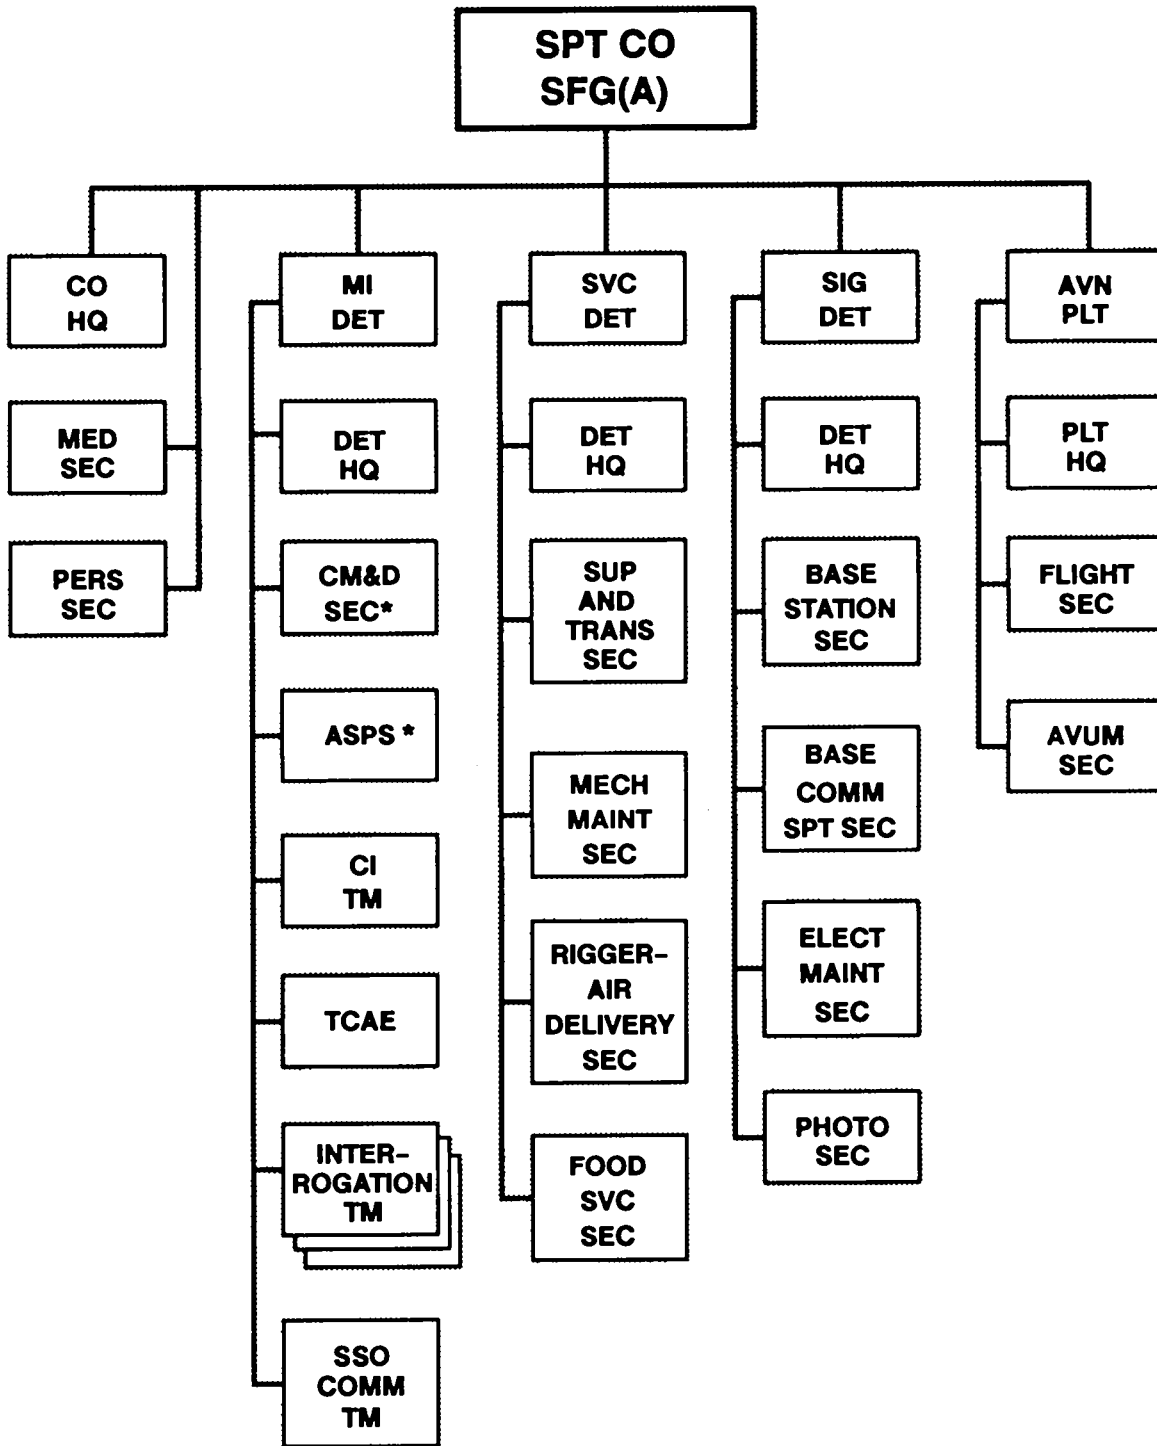 SPT CO
SFG(A)
CO
HQ
MED
SEC
PERS
SEC
MI
DET
DET
HQ
CM&D
SEC*
ASPS *
CI
TM
TCAE
INTER-
ROGATION
TM
SSO
COMM
TM
SVC
DET
DET
HQ
SUP
AND
TRANS
SEC
MECH
MAINT
SEC
RIGGER-
AIR
DELIVERY
SEC
FOOD
SVC
SEC
SIG
DET
DET
HQ
BASE
STATION
SEC
BASE
COMM
SPT SEC
ELECT
MAINT
SEC
PHOTO
SEC
AVN
PLT
PLT
HQ
FLIGHT
SEC
AVUM
SEC